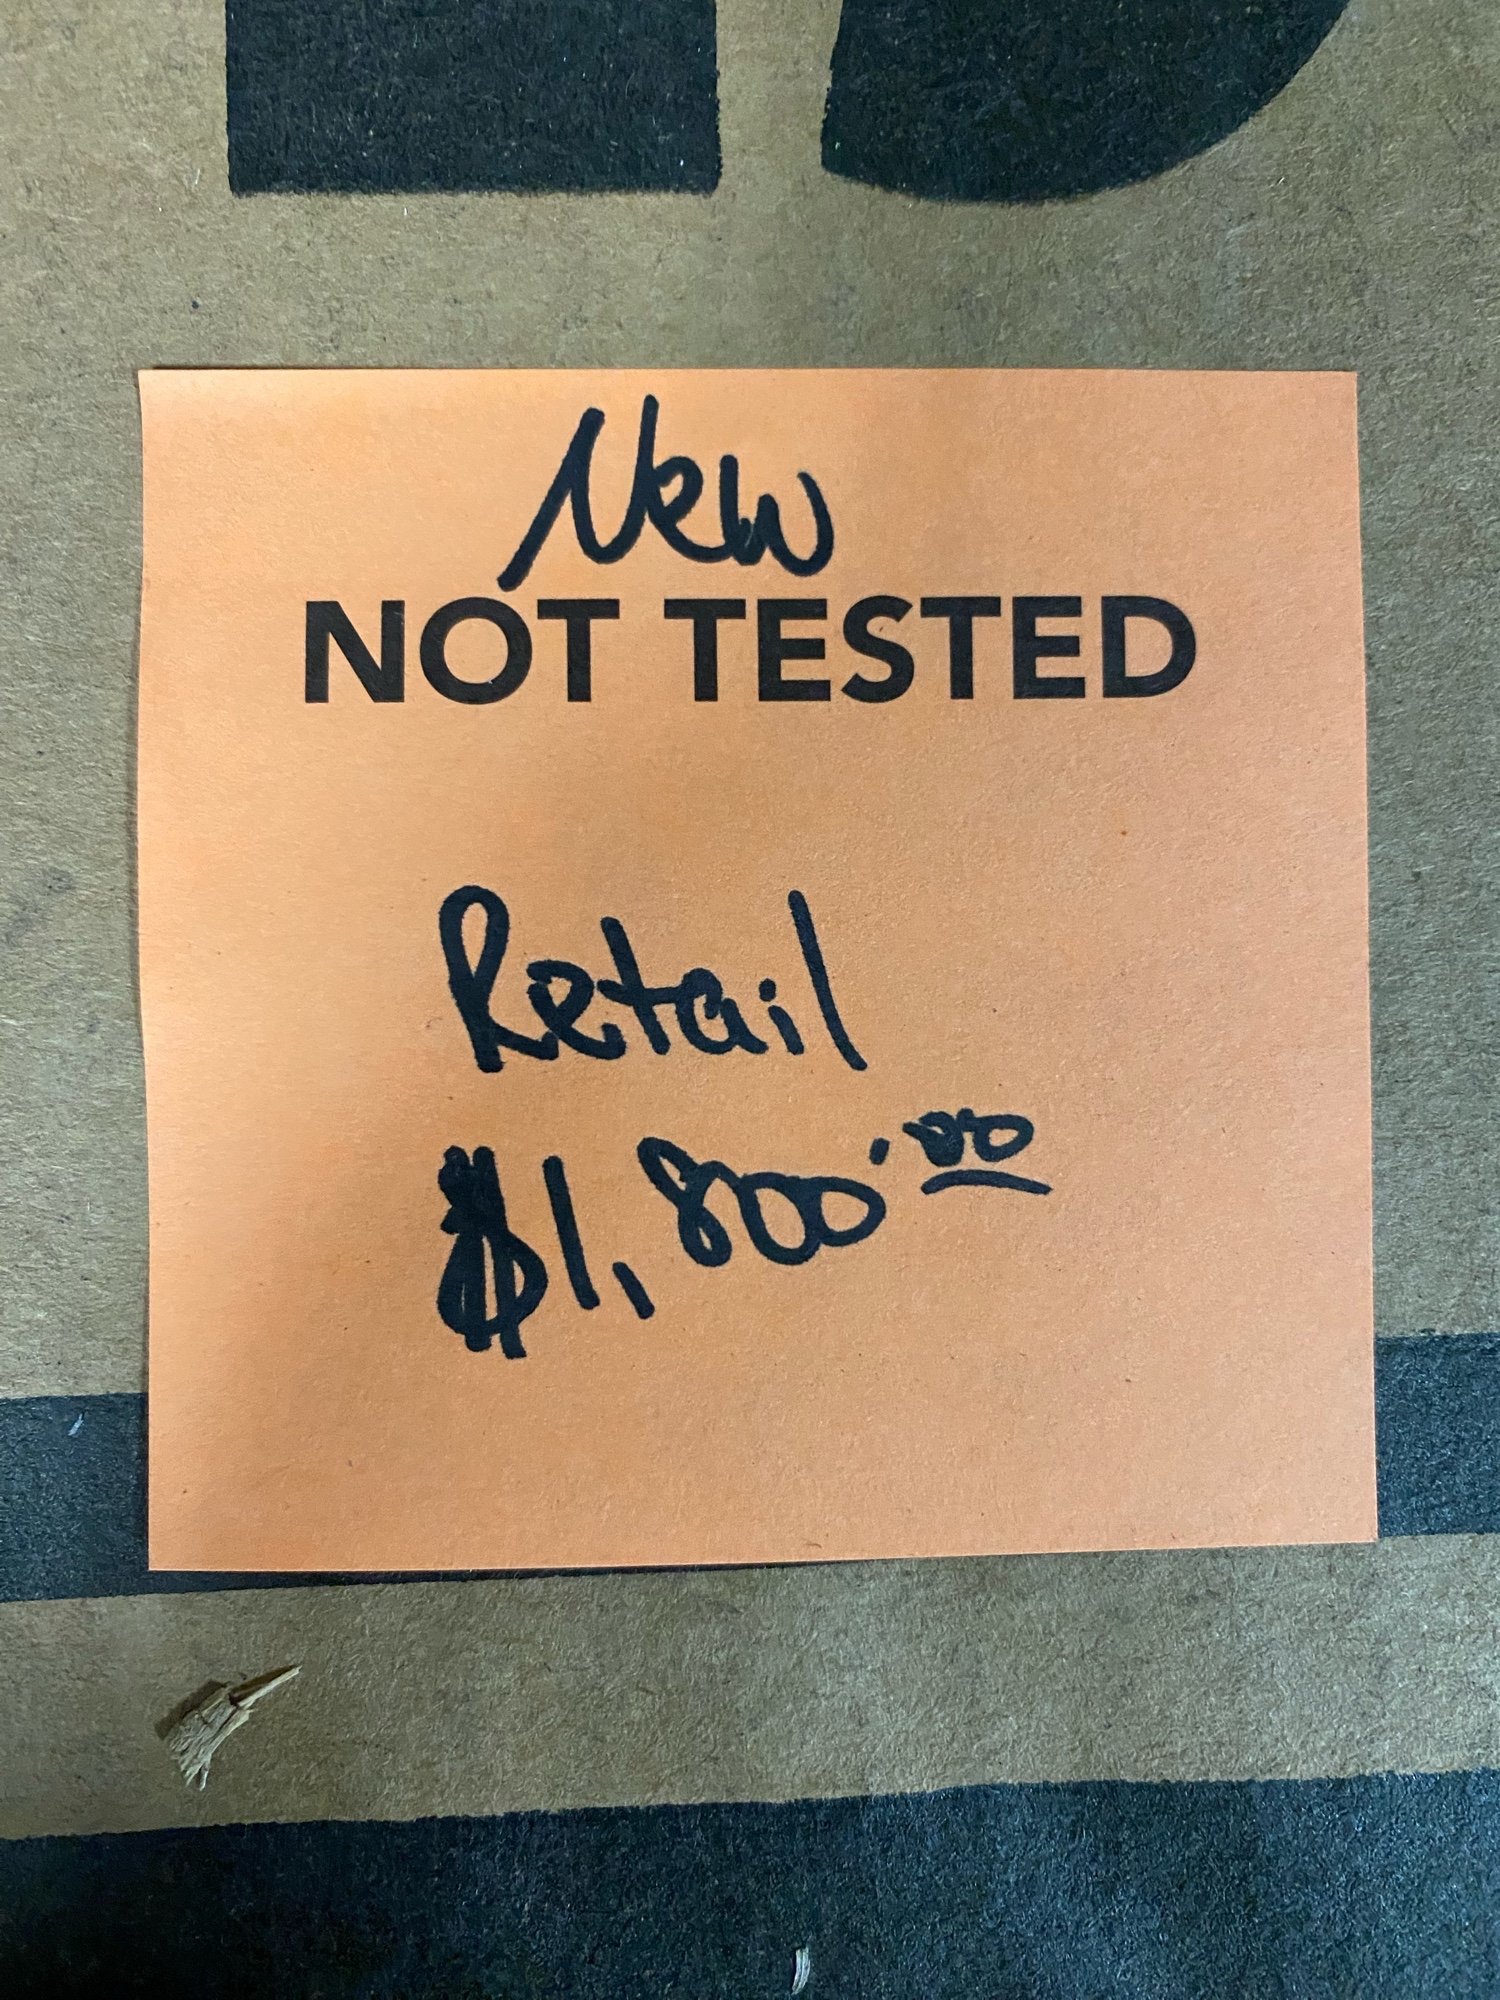 New
NOT TESTED
Retail
$1,800.00